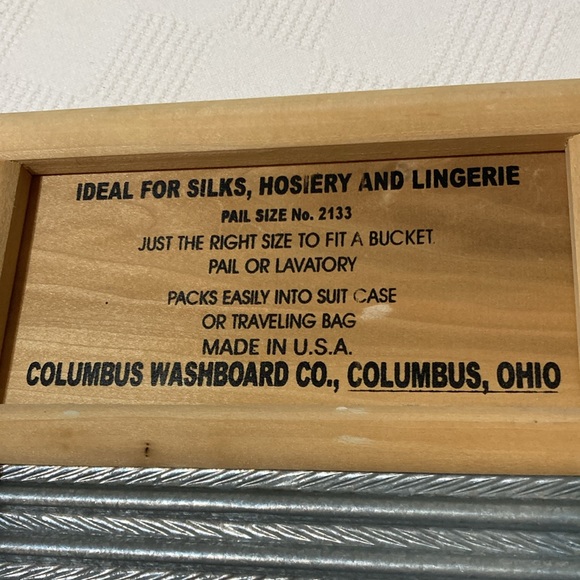 IDEAL FOR SILKS, HOSIERY AND LINGERIE
PAIL SIZE No. 2133
JUST THE RIGHT SIZE TO FIT A BUCKET
PAIL OR LAVATORY
PACKS EASILY INTO SUIT CASE
OR TRAVELING BAG
MADE IN U.S.A.
COLUMBUS WASHBOARD CO., COLUMBUS, OHIO